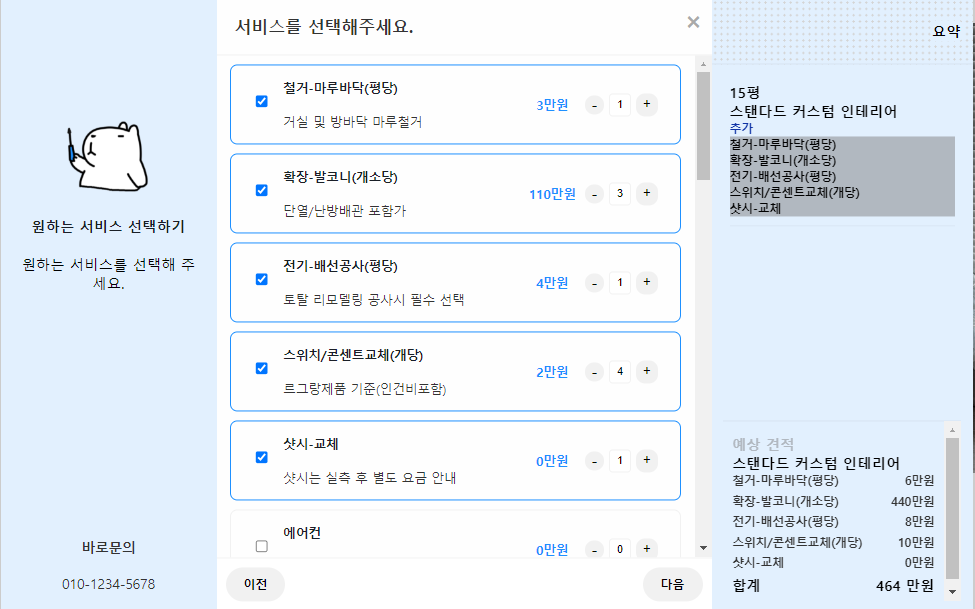 원하는 서비스 선택하기
원하는 서비스를 선택해 주
세요.
바로문의
010-1234-5678
서비스를 선택해주세요.
×
철거-마루바닥(평당)
거실 및 방바닥 마루철거
3만원 - 1 +
확장-발코니(개소당)
단열/난방배관 포함가
110만원 - 3 +
전기-배선공사(평당)
토탈 리모델링 공사시 필수 선택
4만원 - 1 +
스위치/콘센트교체(개당)
르그랑제품 기준(인건비포함)
2만원 - 4 +
샷시-교체
샷시는 실측 후 별도 요금 안내
0만원 - 1 +
에어컨
0만원 - 0 +
이전
다음
요약
15평
스탠다드 커스텀 인테리어
추가
철거-마루바닥(평당)
확장-발코니(개소당)
전기-배선공사(평당)
스위치/콘센트교체(개당)
샷시-교체
예상 견적
스탠다드 커스텀 인테리어
철거-마루바닥(평당) 6만원
확장-발코니(개소당) 440만원
전기-배선공사(평당) 8만원
스위치/콘센트교체(개당) 10만원
샷시-교체 0만원
합계 464 만원